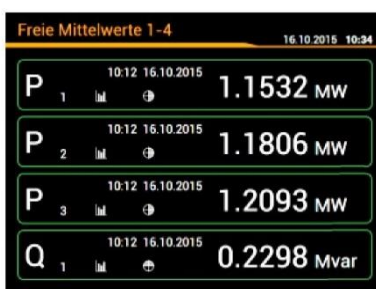 Freie Mittelwerte 1-4
16.10.2015 10:34
P 1 10:12 16.10.2015 1.1532 MW
P 2 10:12 16.10.2015 1.1806 MW
P 3 10:12 16.10.2015 1.2093 MW
Q 1 10:12 16.10.2015 0.2298 Mvar